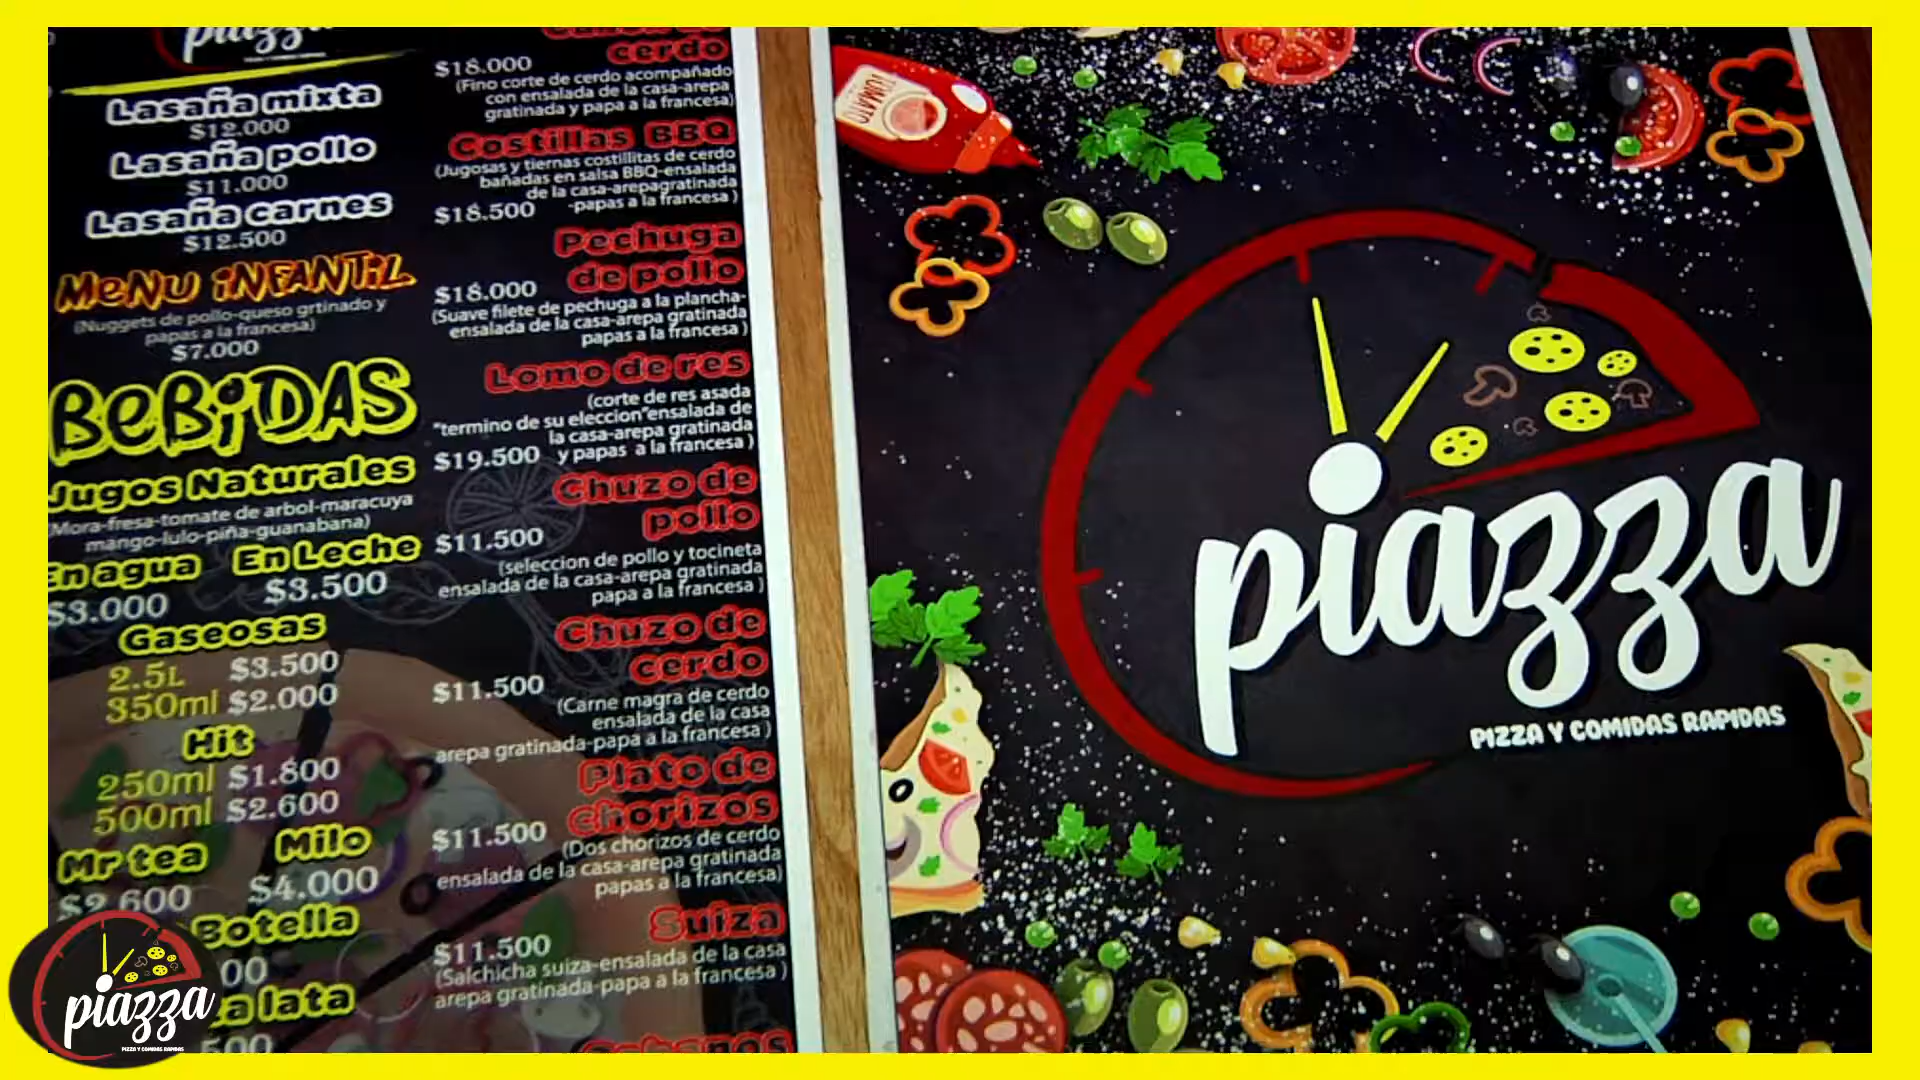 piazza
Lasaña mixta
$12.000
Lasaña pollo
$11.000
Lasaña carnes
$12.500
MeNu iNFANTiL
(Nuggets de pollo-queso grtinado y
papas a la francesa)
$7.000
BeBiDAS
Jugos Naturales
(Mora-fresa-tomate de arbol-maracuya
mango-lulo-piña-guanabana)
En agua En Leche
$3.000 $3.500
Gaseosas
2.5L $3.500
350ml $2.000
Hit
250ml $1.800
500ml $2.600
Mr tea Milo
$2.600 $4.000
Botella
00
lata
500
cerdo
$18.000
(Fino corte de cerdo acompañado
con ensalada de la casa-arepa
gratinada y papa a la francesa)
Costillas BBQ
(Jugosas y tiernas costillitas de cerdo
bañadas en salsa BBQ-ensalada
de la casa-arepagratinada
$18.500 -papas a la francesa )
Pechuga
de pollo
$18.000
(Suave filete de pechuga a la plancha-
ensalada de la casa-arepa gratinada
papas a la francesa )
Lomo de res
(corte de res asada
"termino de su eleccion"ensalada de
la casa-arepa gratinada
$19.500 y papas a la francesa )
Chuzo de
pollo
$11.500
(seleccion de pollo y tocineta
ensalada de la casa-arepa gratinada
papa a la francesa )
Chuzo de
cerdo
$11.500
(Carne magra de cerdo
ensalada de la casa
arepa gratinada-papa a la francesa )
Plato de
chorizos
$11.500
(Dos chorizos de cerdo
ensalada de la casa-arepa gratinada
papas a la francesa)
Suiza
$11.500
(Salchicha suiza-ensalada de la casa
arepa gratinada-papa a la francesa )
TOMATO
piazza
PIZZA Y COMIDAS RAPIDAS
piazza
PIZZA Y COMIDAS RAPIDAS